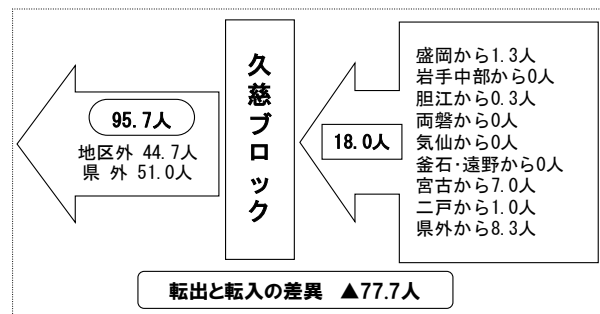 95.7人
地区外 44.7人
県 外 51.0人
久慈ブロック
18.0人
盛岡から1.3人
岩手中部から0人
胆江から0.3人
両磐から0人
気仙から0人
釜石・遠野から0人
宮古から7.0人
二戸から1.0人
県外から8.3人
転出と転入の差異 ▲77.7人